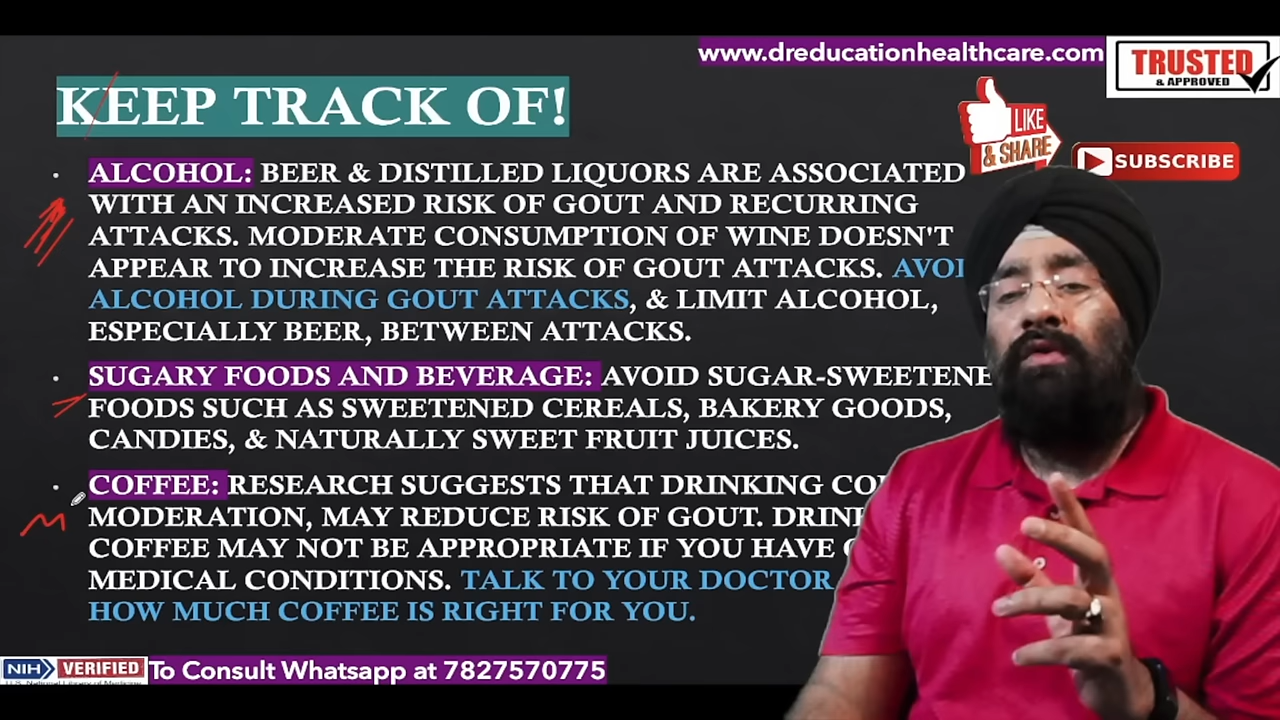 www.dreducationhealthcare.com
TRUSTED
& APPROVED
KEEP TRACK OF!
LIKE
& SHARE
SUBSCRIBE
ALCOHOL: BEER & DISTILLED LIQUORS ARE ASSOCIATED
WITH AN INCREASED RISK OF GOUT AND RECURRING
ATTACKS. MODERATE CONSUMPTION OF WINE DOESN'T
APPEAR TO INCREASE THE RISK OF GOUT ATTACKS.
ALCOHOL DURING GOUT ATTACKS, & LIMIT ALCOHOL,
ESPECIALLY BEER, BETWEEN ATTACKS.
SUGARY FOODS AND BEVERAGE: AVOID
FOODS SUCH AS SWEETENED CEREALS, BAKERY GOODS,
CANDIES, & NATURALLY SWEET FRUIT JUICES.
COFFEE: RESEARCH SUGGESTS THAT DRINKING
MODERATION, MAY REDUCE RISK OF GOUT.
COFFEE MAY NOT BE APPROPRIATE IF YOU HAVE
MEDICAL CONDITIONS. TALK TO YOUR DOCTOR
HOW MUCH COFFEE IS RIGHT FOR YOU.
NIH VERIFIED
To Consult Whatsapp at 7827570775